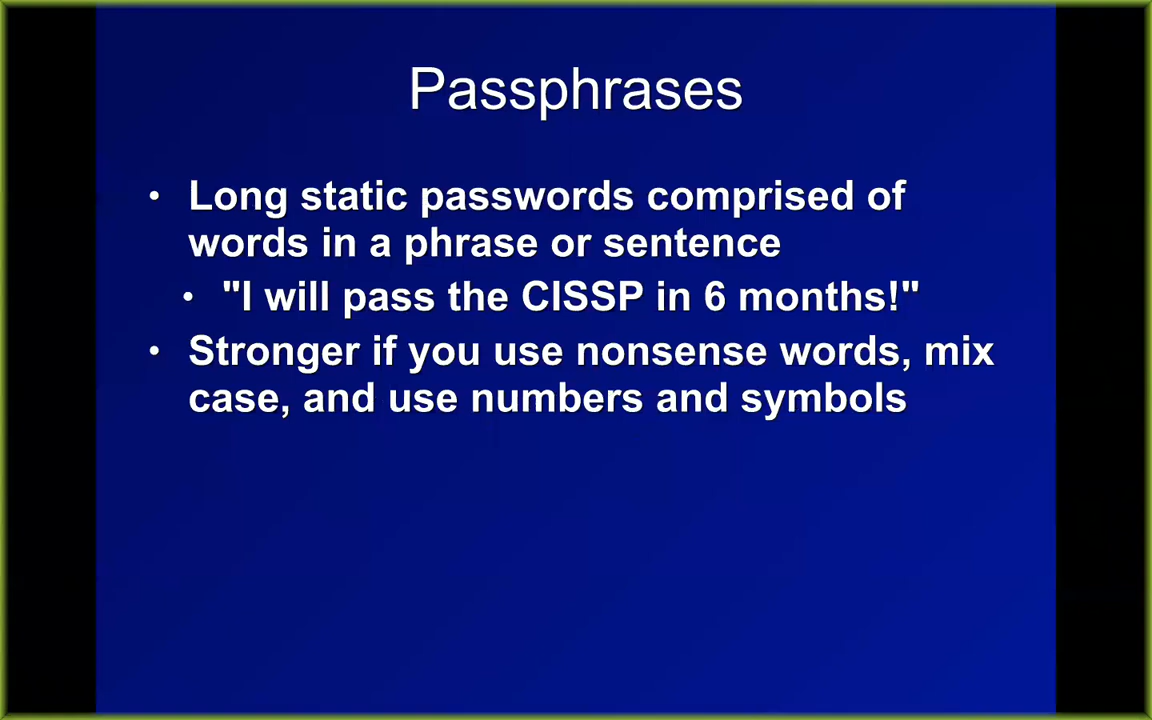 Passphrases
• Long static passwords comprised of
words in a phrase or sentence
• "I will pass the CISSP in 6 months!"
• Stronger if you use nonsense words, mix
case, and use numbers and symbols